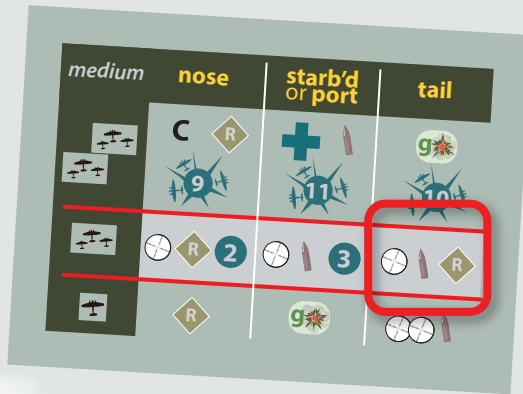 medium nose starb'd or port tail
C R g
9 11 10
R 2 3 R
R g